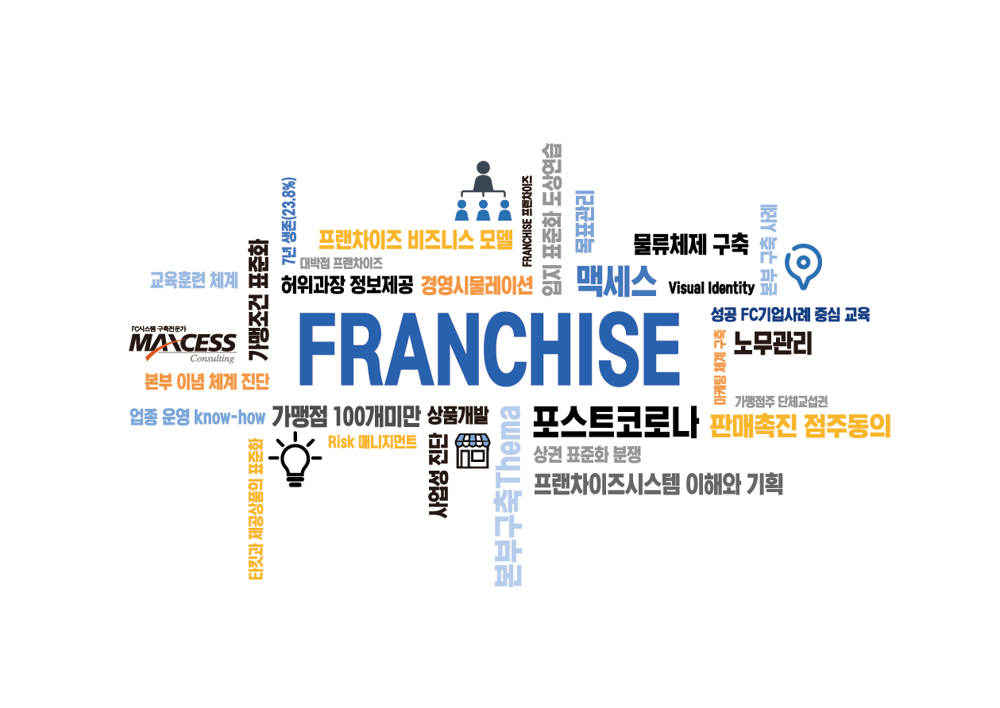 입지 표준화 도상연습
FRANCHISE 프랜차이즈
7년 생존(23.8%)
목표관리
본부 구축 사례
프랜차이즈 비즈니스 모델
물류체제 구축
대박점 프랜차이즈
가맹조건 표준화
교육훈련 체계
허위과장 정보제공
경영시물레이션
맥세스
Visual Identity
성공 FC기업사례 중심 교육
FC시스템 구축전문가
MAXCESS
Consulting
FRANCHISE
마케팅 체계 구축
노무관리
본부 이념 체계 진단
가맹점주 단체교섭권
업종 운영 know-how
가맹점 100개미만
상품개발
본부구축Thema
포스트코로나
판매촉진 점주동의
Risk 매니지먼트
사업성 진단
타킷과 제공상품의 표준화
상권 표준화 분쟁
프랜차이즈시스템 이해와 기획